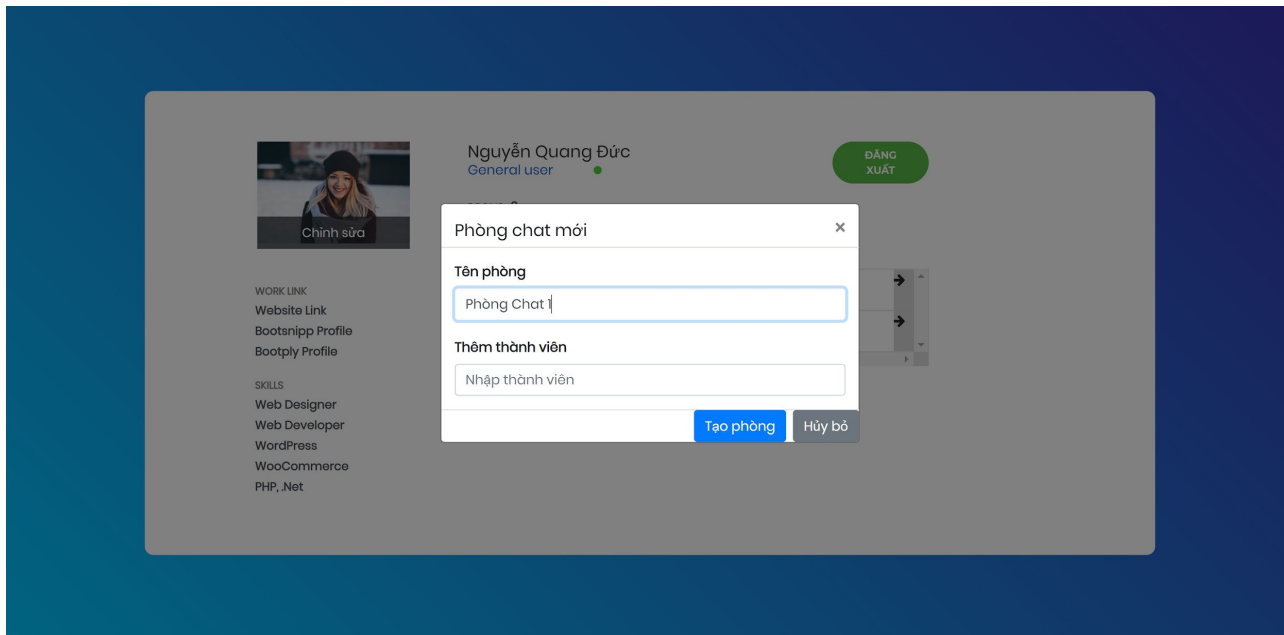 Nguyễn Quang Đức
General user
ĐĂNG
XUẤT
Chỉnh sửa
Phòng chat mới
×
Tên phòng
Phòng Chat 1
Thêm thành viên
Nhập thành viên
Tạo phòng
Hủy bỏ
WORK LINK
Website Link
Bootsnipp Profile
Bootply Profile
SKILLS
Web Designer
Web Developer
WordPress
WooCommerce
PHP, .Net